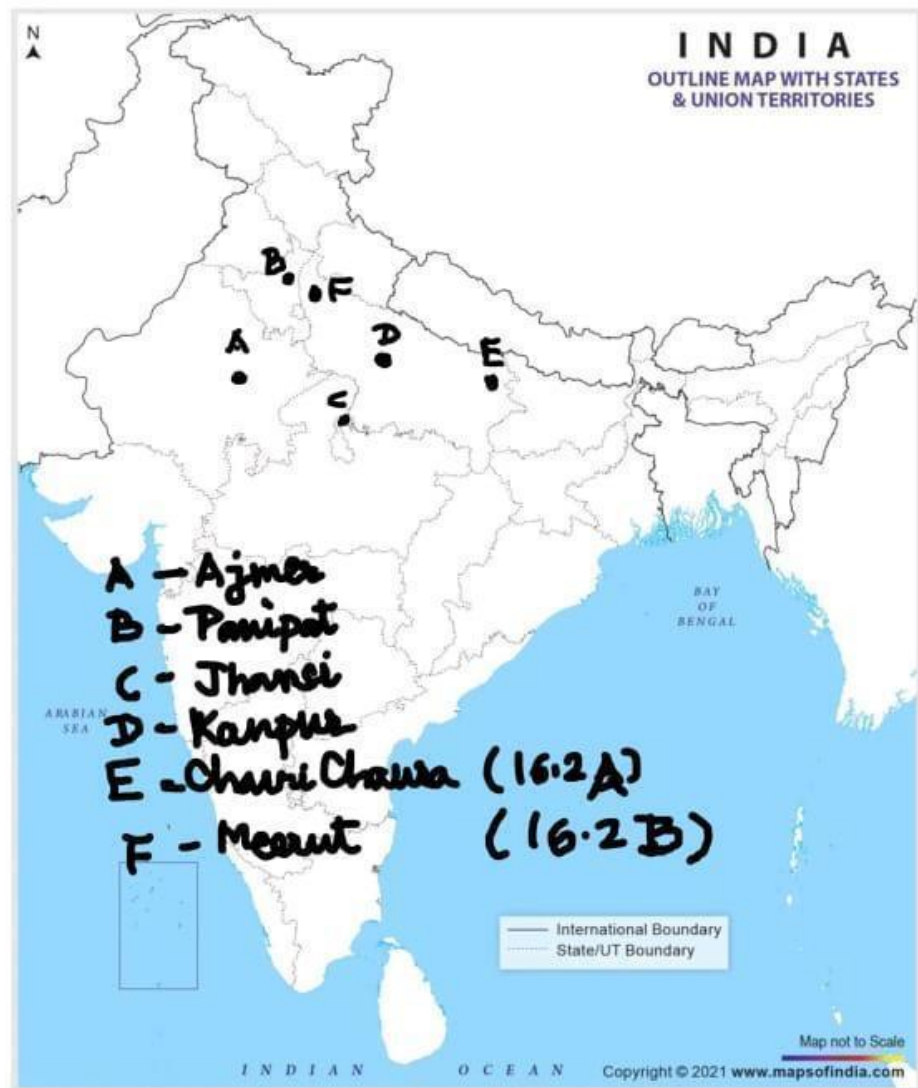 N
INDIA
OUTLINE MAP WITH STATES
& UNION TERRITORIES
B
F
A
D
E
C
A - Ajmer
B - Panipat
C - Jhansi
D - Kanpur
E - Chauri Chaura (16.2A)
F - Meerut (16.2B)
BAY
OF
BENGAL
ARABIAN
SEA
International Boundary
State/UT Boundary
Map not to Scale
INDIAN OCEAN
Copyright © 2021 www.mapsofindia.com